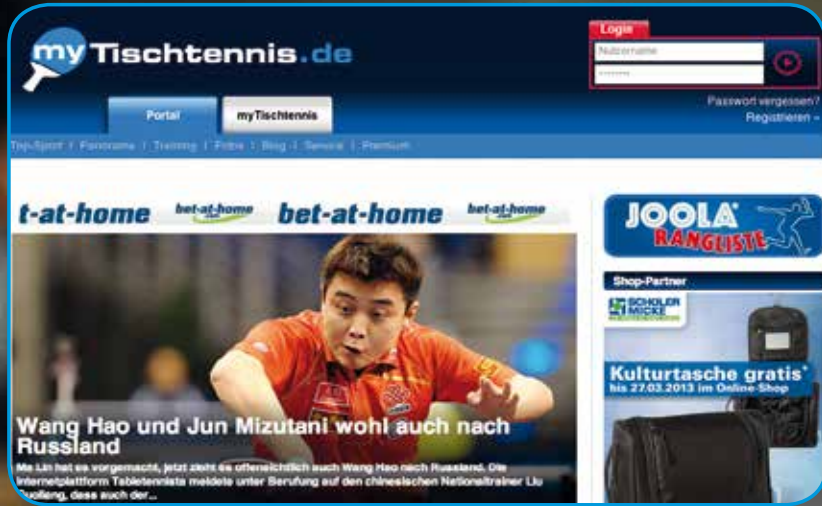 myTischtennis.de
Login
Nutzername
········
Passwort vergessen?
Registrieren »
Portal
myTischtennis
Top-Sport | Panorama | Training | Fotos | Blog | Service | Premium
t-at-home
bet-at-home
.com
bet-at-home
bet-at-home
.com
JOOLA
RANGLISTE
Shop-Partner
SCHÖLER
MICKE
Kulturtasche gratis*
bis 27.03.2013 im Online-Shop
Wang Hao und Jun Mizutani wohl auch nach
Russland
Ma Lin hat es vorgemacht, jetzt zieht es offensichtlich auch Wang Hao nach Russland. Die
Internetplattform Tabletennista meldete unter Berufung auf den chinesischen Nationaltrainer Liu
Guoliang, dass auch der...